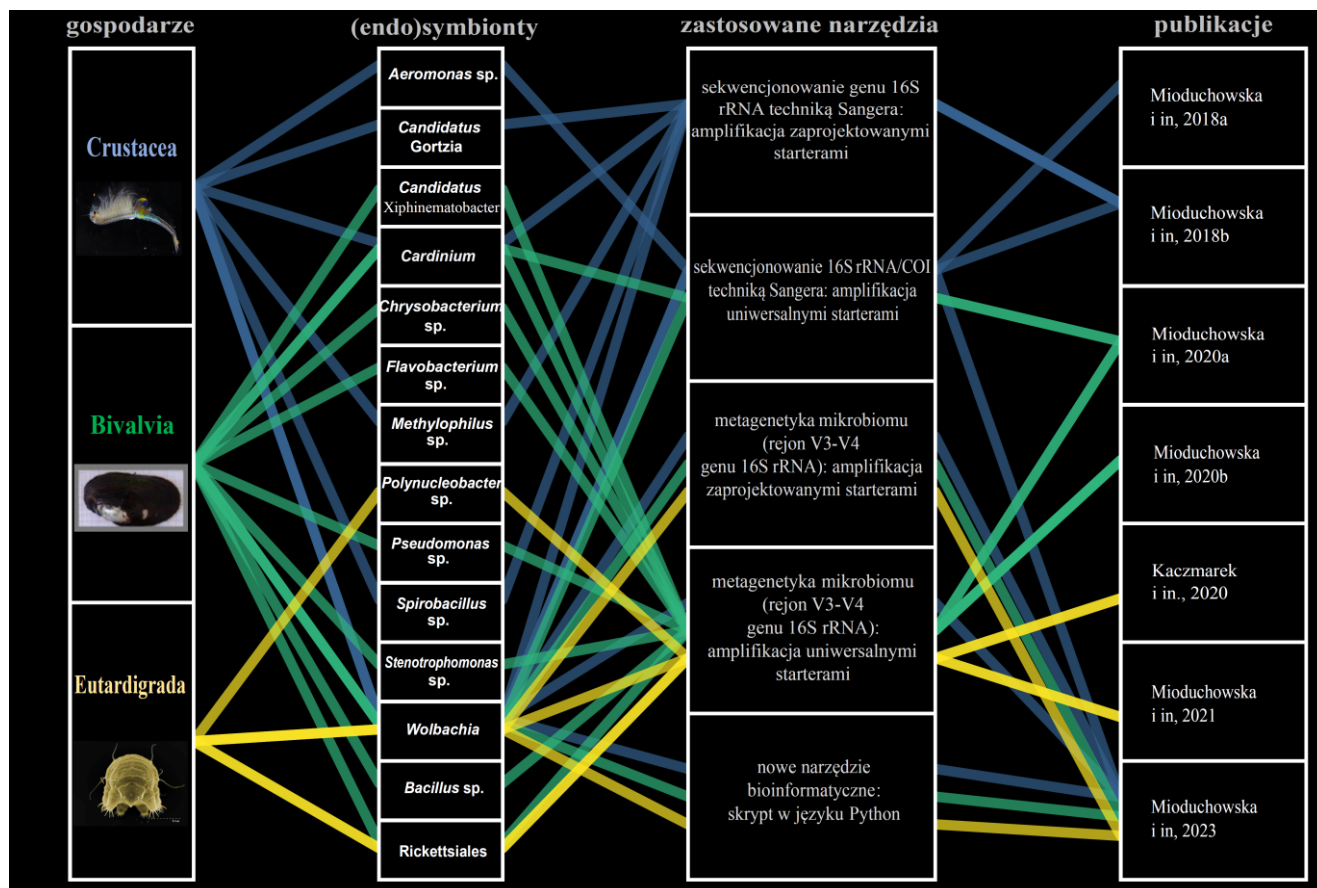 gospodarze
(endo)symbionty
zastosowane narzędzia
publikacje
Crustacea
Bivalvia
Eutardigrada
Aeromonas sp.
Candidatus
Gortzia
Candidatus
Xiphinematobacter
Cardinium
Chrysobacterium
sp.
Flavobacterium
sp.
Methylophilus
sp.
Polynucleobacter
sp.
Pseudomonas
sp.
Spirobacillus
sp.
Stenotrophomonas
sp.
Wolbachia
Bacillus sp.
Rickettsiales
sekwencjonowanie genu 16S
rRNA techniką Sangera:
amplifikacja zaprojektowanymi
starterami
sekwencjonowanie 16S rRNA/COI
techniką Sangera: amplifikacja
uniwersalnymi starterami
metagenetyka mikrobiomu
(rejon V3-V4
genu 16S rRNA): amplifikacja
zaprojektowanymi starterami
metagenetyka mikrobiomu
(rejon V3-V4
genu 16S rRNA):
amplifikacja uniwersalnymi
starterami
nowe narzędzie
bioinformatyczne:
skrypt w języku Python
Mioduchowska
i in, 2018a
Mioduchowska
i in, 2018b
Mioduchowska
i in, 2020a
Mioduchowska
i in, 2020b
Kaczmarek
i in., 2020
Mioduchowska
i in, 2021
Mioduchowska
i in, 2023